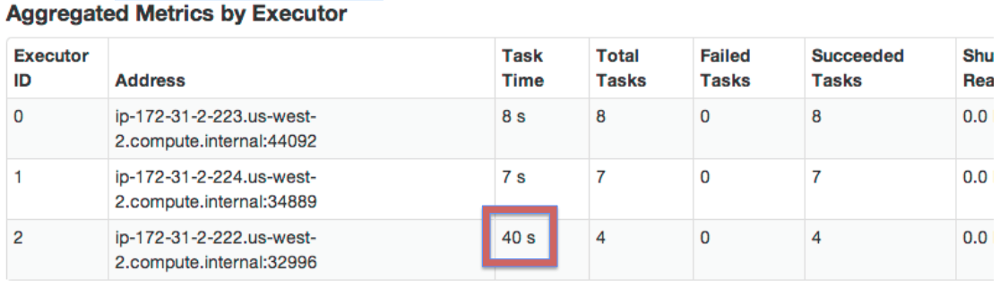 Aggregated Metrics by Executor
Executor ID Address Task Time Total Tasks Failed Tasks Succeeded Tasks Shu Rea
0 ip-172-31-2-223.us-west-2.compute.internal:44092 8 s 8 0 8 0.0
1 ip-172-31-2-224.us-west-2.compute.internal:34889 7 s 7 0 7 0.0
2 ip-172-31-2-222.us-west-2.compute.internal:32996 40 s 4 0 4 0.0